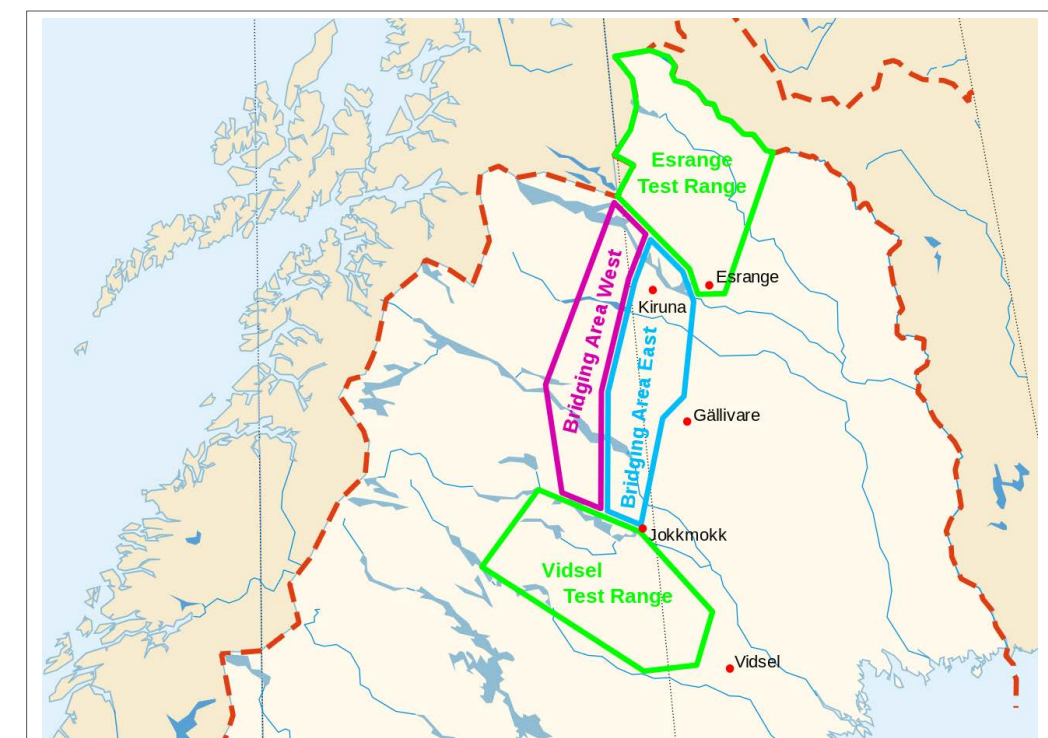 Esrange
Test Range
Esrange
Kiruna
Bridging Area West
Bridging Area East
Gällivare
Jokkmokk
Vidsel
Test Range
Vidsel